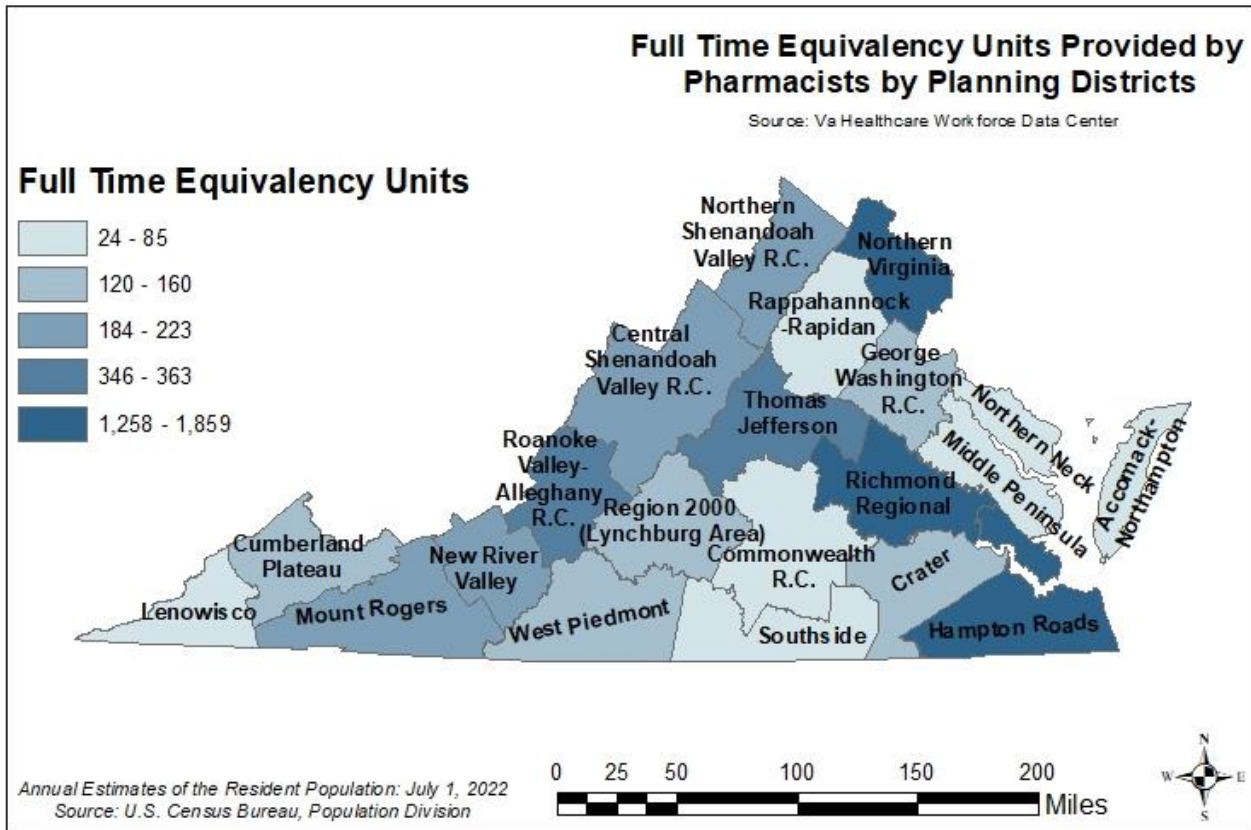 Full Time Equivalency Units Provided by
Pharmacists by Planning Districts
Source: Va Healthcare Workforce Data Center
Full Time Equivalency Units
24 - 85
120 - 160
184 - 223
346 - 363
1,258 - 1,859
Northern
Shenandoah
Valley R.C.
Northern
Virginia
Rappahannock
-Rapidan
Central
Shenandoah
Valley R.C.
George
Washington
R.C.
Thomas
Jefferson
Northern Neck
Middle Peninsula
Accomack-
Northampton
Roanoke
Valley-
Alleghany
R.C.
Richmond
Regional
Region 2000
(Lynchburg Area)
Commonwealth
R.C.
Cumberland
Plateau
New River
Valley
Crater
Lenowisco
Mount Rogers
West Piedmont
Southside
Hampton Roads
Annual Estimates of the Resident Population: July 1, 2022
Source: U.S. Census Bureau, Population Division
0 25 50 100 150 200
Miles
N
W E
S